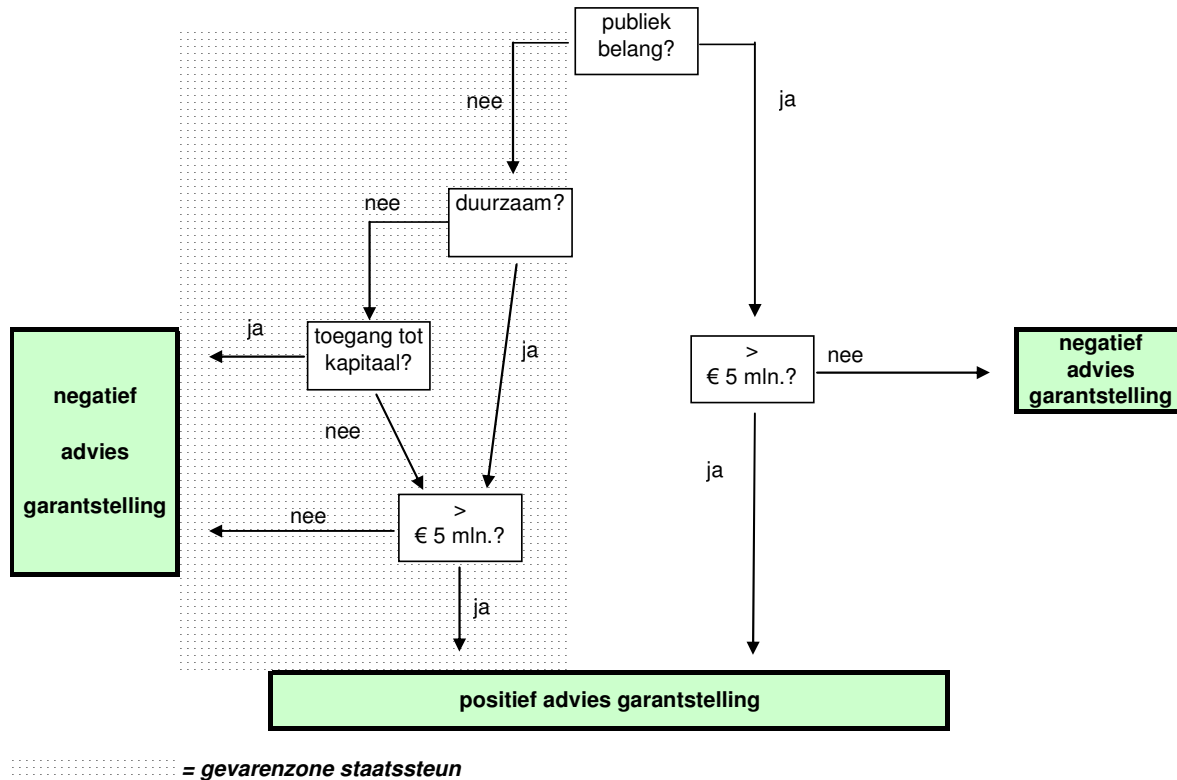 publiek
belang?
nee
ja
nee
duurzaam?
ja
toegang tot
kapitaal?
ja
>
€ 5 mln.?
nee
negatief
advies
garantstelling
negatief
advies
garantstelling
nee
ja
nee
>
€ 5 mln.?
ja
positief advies garantstelling
= gevarenzone staatssteun